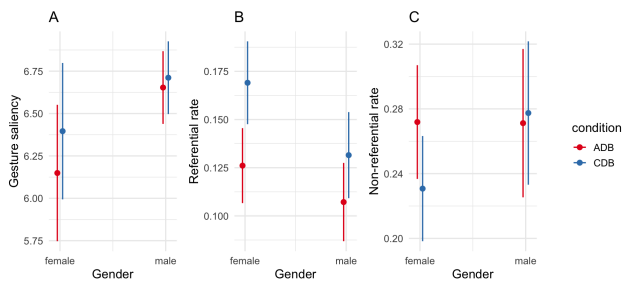 A
Gesture saliency
6.75
6.50
6.25
6.00
5.75
female
male
Gender
B
Referential rate
0.175
0.150
0.125
0.100
female
male
Gender
C
Non-referential rate
0.32
0.28
0.24
0.20
female
male
Gender
condition
ADB
CDB